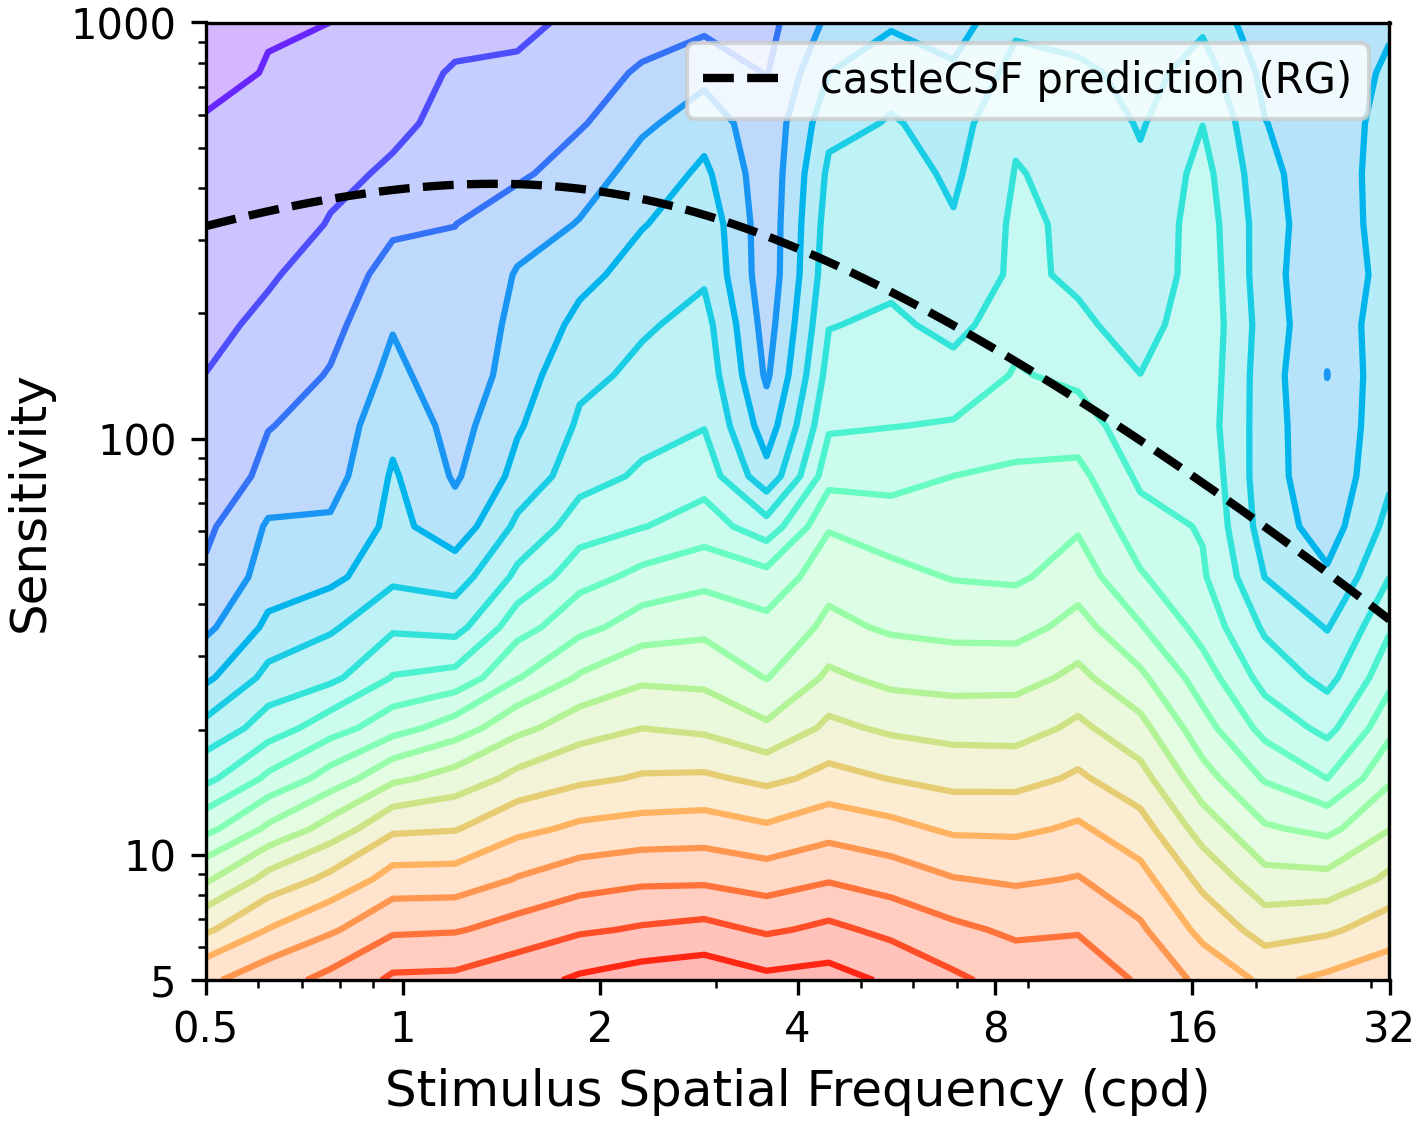 1000
castleCSF prediction (RG)
100
Sensitivity
10
5
0.5 1 2 4 8 16 32
Stimulus Spatial Frequency (cpd)